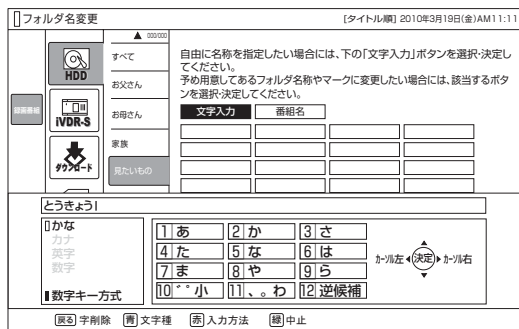 フォルダ名変更
[タイトル順] 2010年3月19日(金)AM11:11
▲ 000/000
録画番組
HDD
iVDR-S
ダウンロード
すべて
お父さん
お母さん
家族
見たいもの
自由に名称を指定したい場合には、下の「文字入力」ボタンを選択・決定し
てください。
予め用意してあるフォルダ名称やマークに変更したい場合には、該当するボタ
ンを選択・決定してください。
文字入力 番組名
とうきょう|
かな
カナ
英字
数字
数字キー方式
1 あ 2 か 3 さ
4 た 5 な 6 は
7 ま 8 や 9 ら
10 ゛゜小 11 、。わ 12 逆候補
カーソル左 決定 カーソル右
戻る 字削除 青 文字種 赤 入力方法 緑 中止